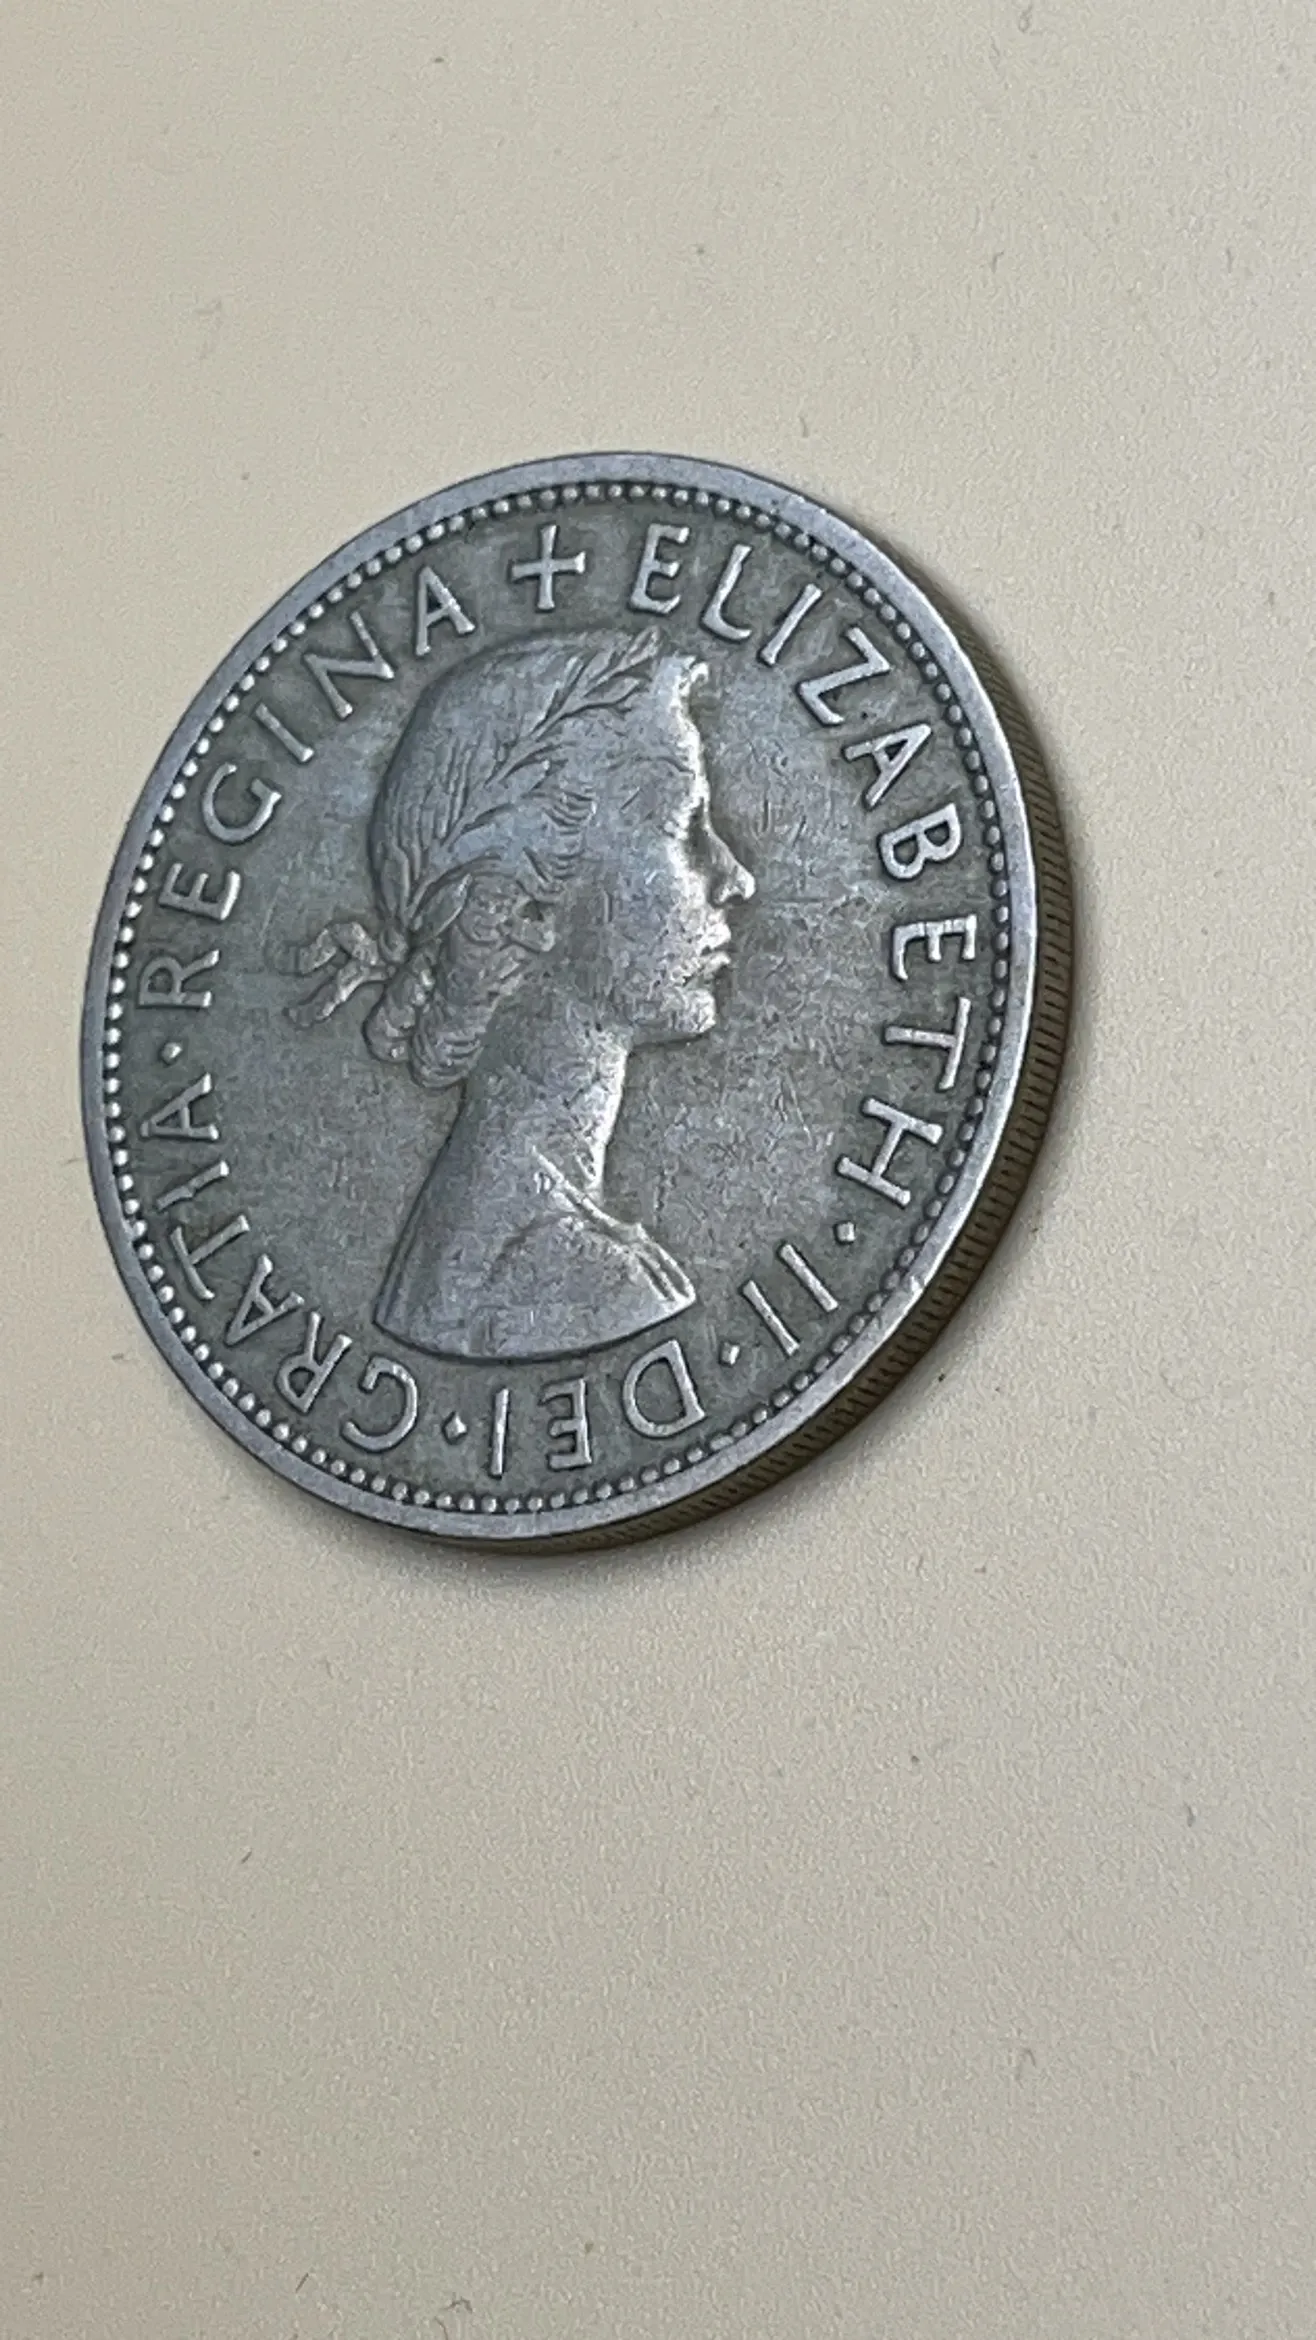 + ELIZABETH · II · DEI · GRATIA · REGINA